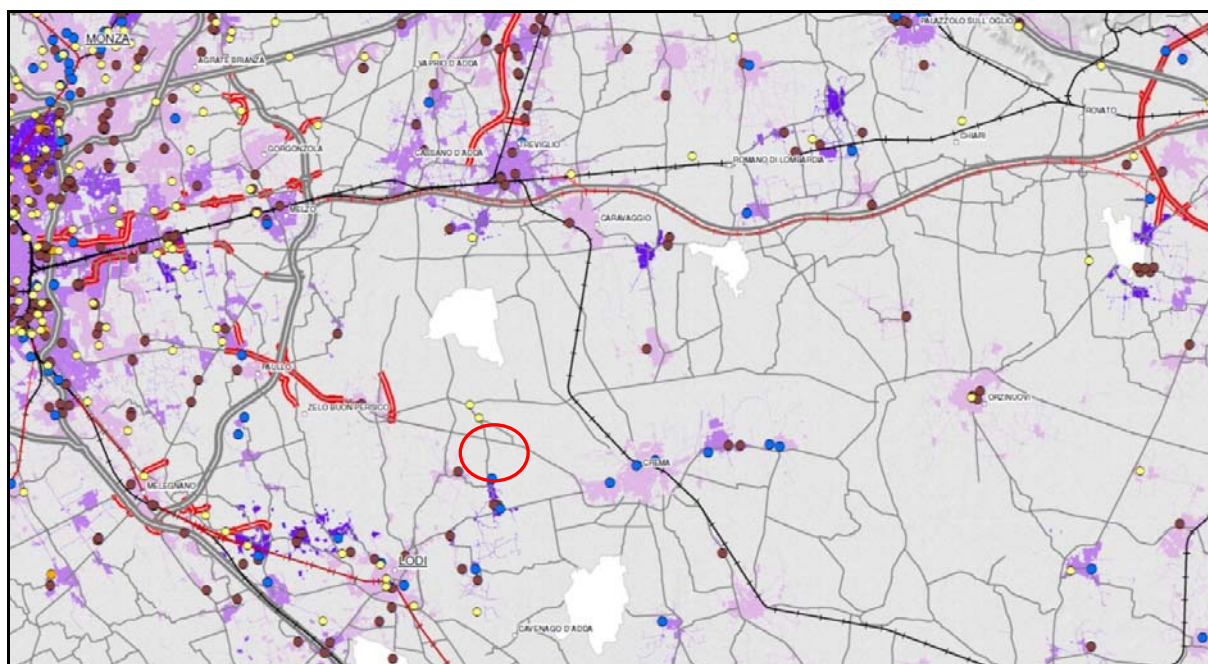 PALAZZOLO SULL'OGLIO
MONZA
AGRATE BRIANZA
VAPRIO D'ADDA
ROVATO
CHIARI
GORGONZOLA
CASSANO D'ADDA
TREVIGLIO
ROMANO DI LOMBARDIA
MELZO
CARAVAGGIO
PAULLO
ZELO BUON PERSICO
ORZINUOVI
CREMA
MELEGNANO
LODI
CAVENAGO D'ADDA